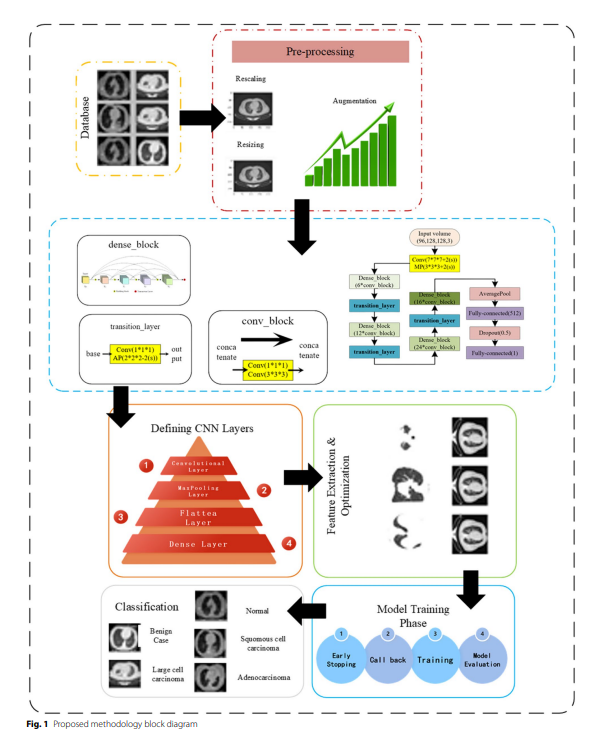 Pre-processing
Database
Rescaling
Resizing
Augmentation
dense_block
transition_layer
base
Conv(1*1*1)
AP(2*2*2-2(s))
out
put
conv_block
conca
tenate
Conv(1*1*1)
Conv(3*3*3)
conca
tenate
Input volume
(96,128,128,3)
Conv(7*7*7+2(s))
MP(3*3*3+2(s))
Dense_block
(6*conv_block)
transition_layer
Dense_block
(12*conv_block)
transition_layer
Dense_block
(16*conv_block)
transition_layer
Dense_block
(24*conv_block)
AveragePool
Fully-connected(512)
Dropout(0.5)
Fully-connected(1)
Defining CNN Layers
1
Convolutional
Layer
MaxPooling
Layer
2
3
Flatten
Layer
Dense Layer
4
Feature Extraction &
Optimization
Classification
Normal
Benign
Case
Squomous cell
carcinoma
Large cell
carcinoma
Adenocarcinoma
Model Training
Phase
1
Early
Stopping
2
Call back
3
Training
4
Model
Evaluation
Fig. 1 Proposed methodology block diagram